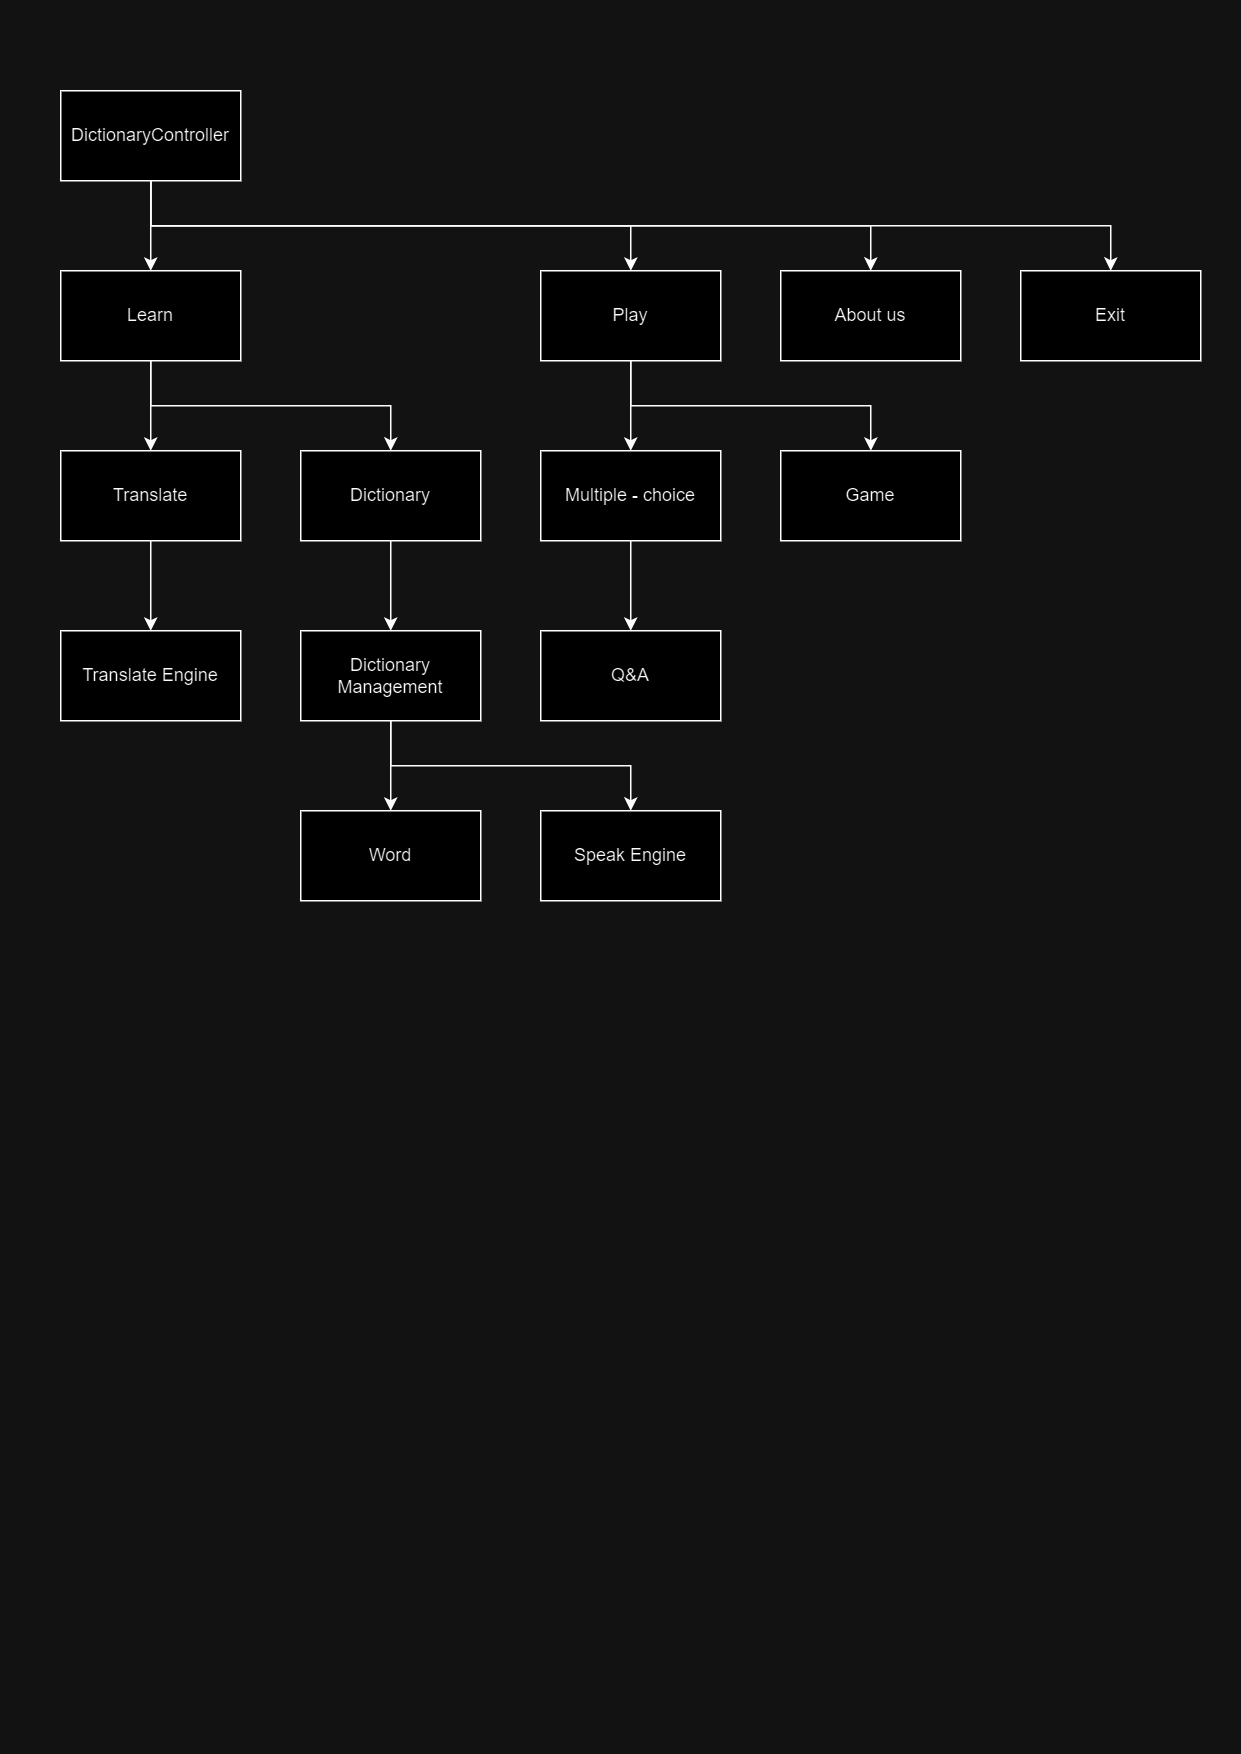 DictionaryController
Learn
Play
About us
Exit
Translate
Dictionary
Multiple - choice
Game
Translate Engine
Dictionary
Management
Q&A
Word
Speak Engine